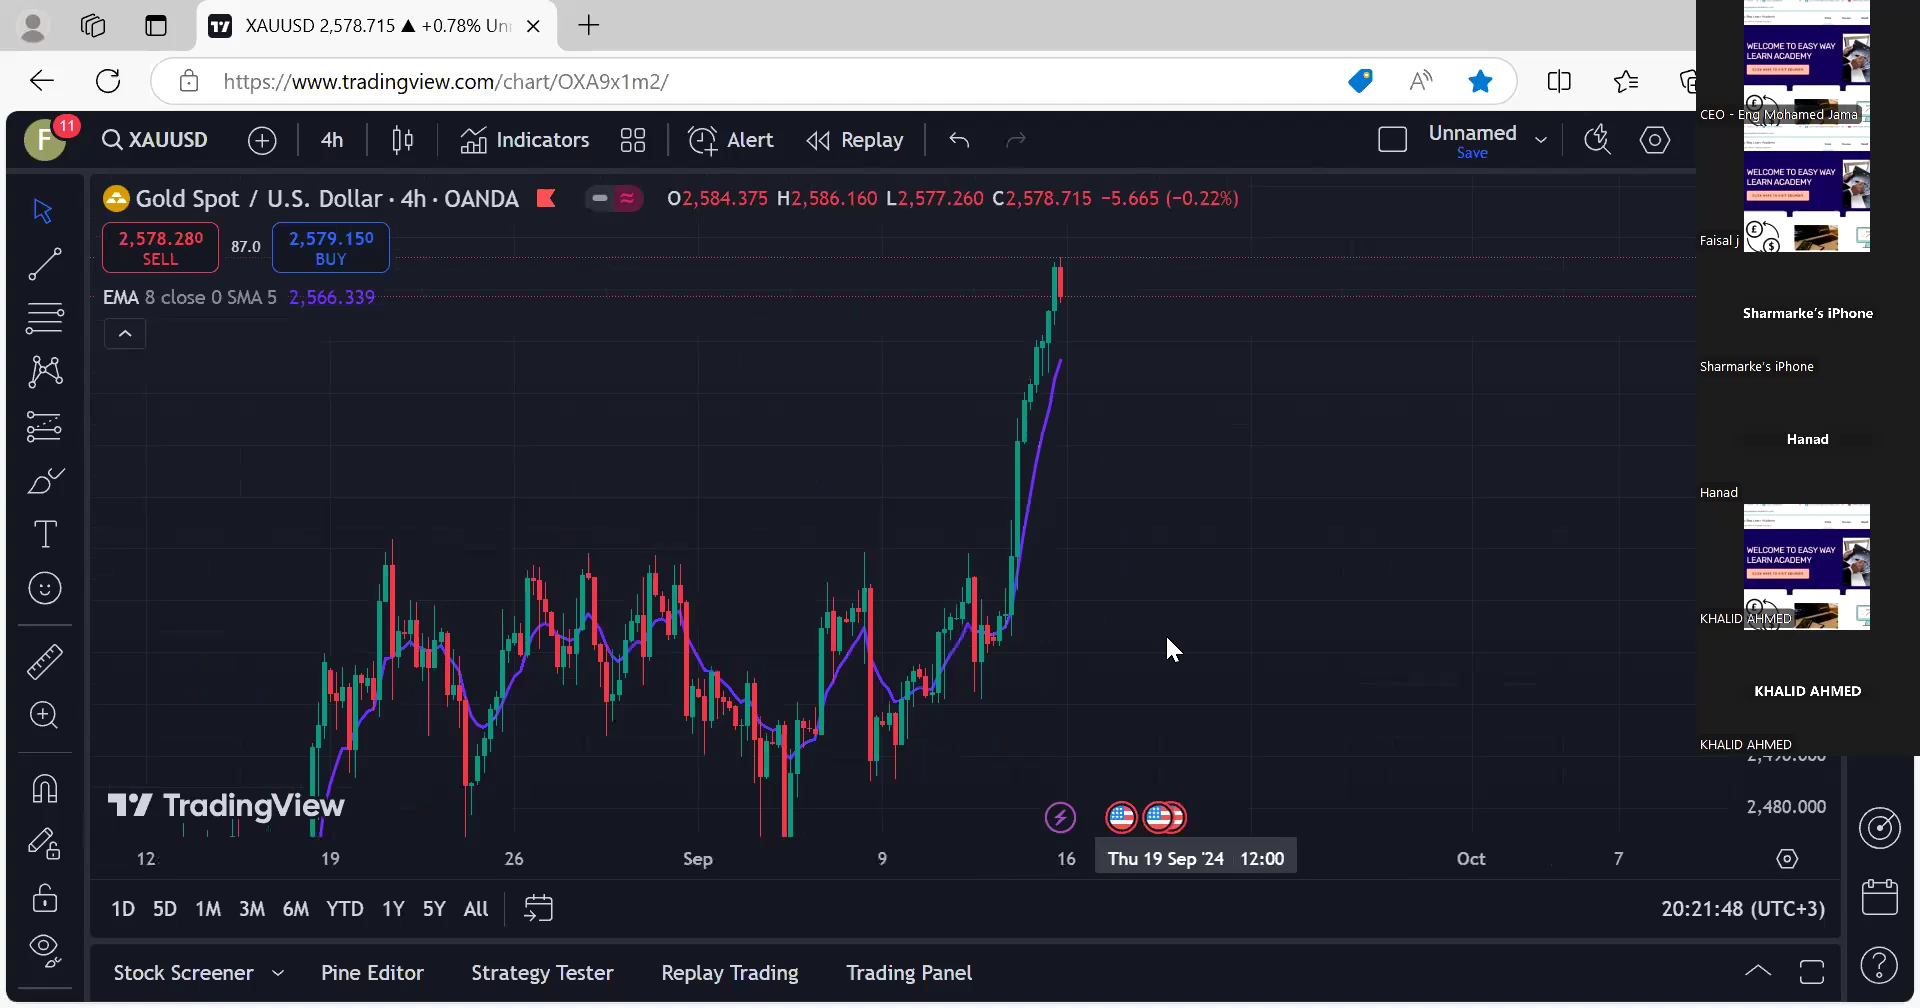 XAUUSD 2,578.715 ▲ +0.78% Un
https://www.tradingview.com/chart/OXA9x1m2/
F
11
XAUUSD
4h
Indicators
Alert
Replay
Unnamed
Save
Gold Spot / U.S. Dollar · 4h · OANDA
O2,584.375 H2,586.160 L2,577.260 C2,578.715 −5.665 (−0.22%)
2,578.280
SELL
87.0
2,579.150
BUY
EMA 8 close 0 SMA 5 2,566.339
TradingView
2,490.000
2,480.000
12
19
26
Sep
9
16
Thu 19 Sep '24 12:00
Oct
7
1D 5D 1M 3M 6M YTD 1Y 5Y All
20:21:48 (UTC+3)
Stock Screener
Pine Editor
Strategy Tester
Replay Trading
Trading Panel
WELCOME TO EASY WAY
LEARN ACADEMY
CEO - Eng Mohamed Jama
WELCOME TO EASY WAY
LEARN ACADEMY
Faisal j
Sharmarke's iPhone
Sharmarke's iPhone
Hanad
Hanad
WELCOME TO EASY WAY
LEARN ACADEMY
KHALID AHMED
KHALID AHMED
KHALID AHMED